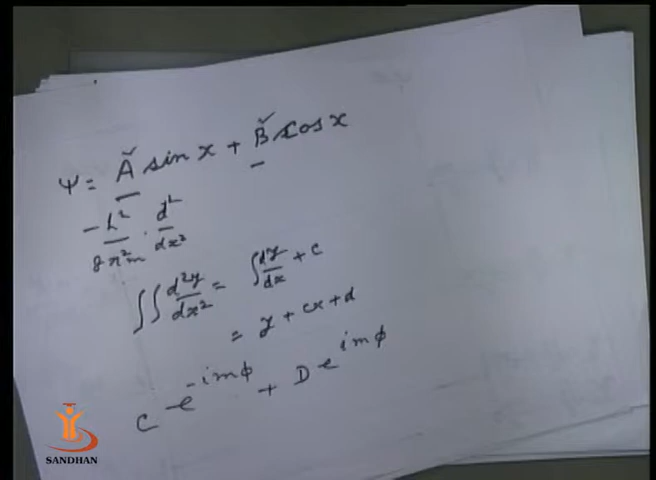 ψ = A sin x + B cos x
-h²/8π²m · d²/dx²
∫∫ d²y/dx² = ∫ dy/dx + c
= y + cx + d
C e^{-imφ} + D e^{imφ}
SANDHAN